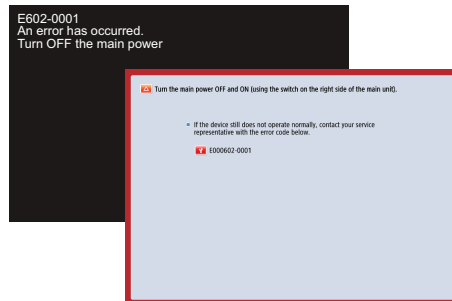 E602-0001
An error has occurred.
Turn OFF the main power
Turn the main power OFF and ON (using the switch on the right side of the main unit).
If the device still does not operate normally, contact your service
representative with the error code below.
E000602-0001